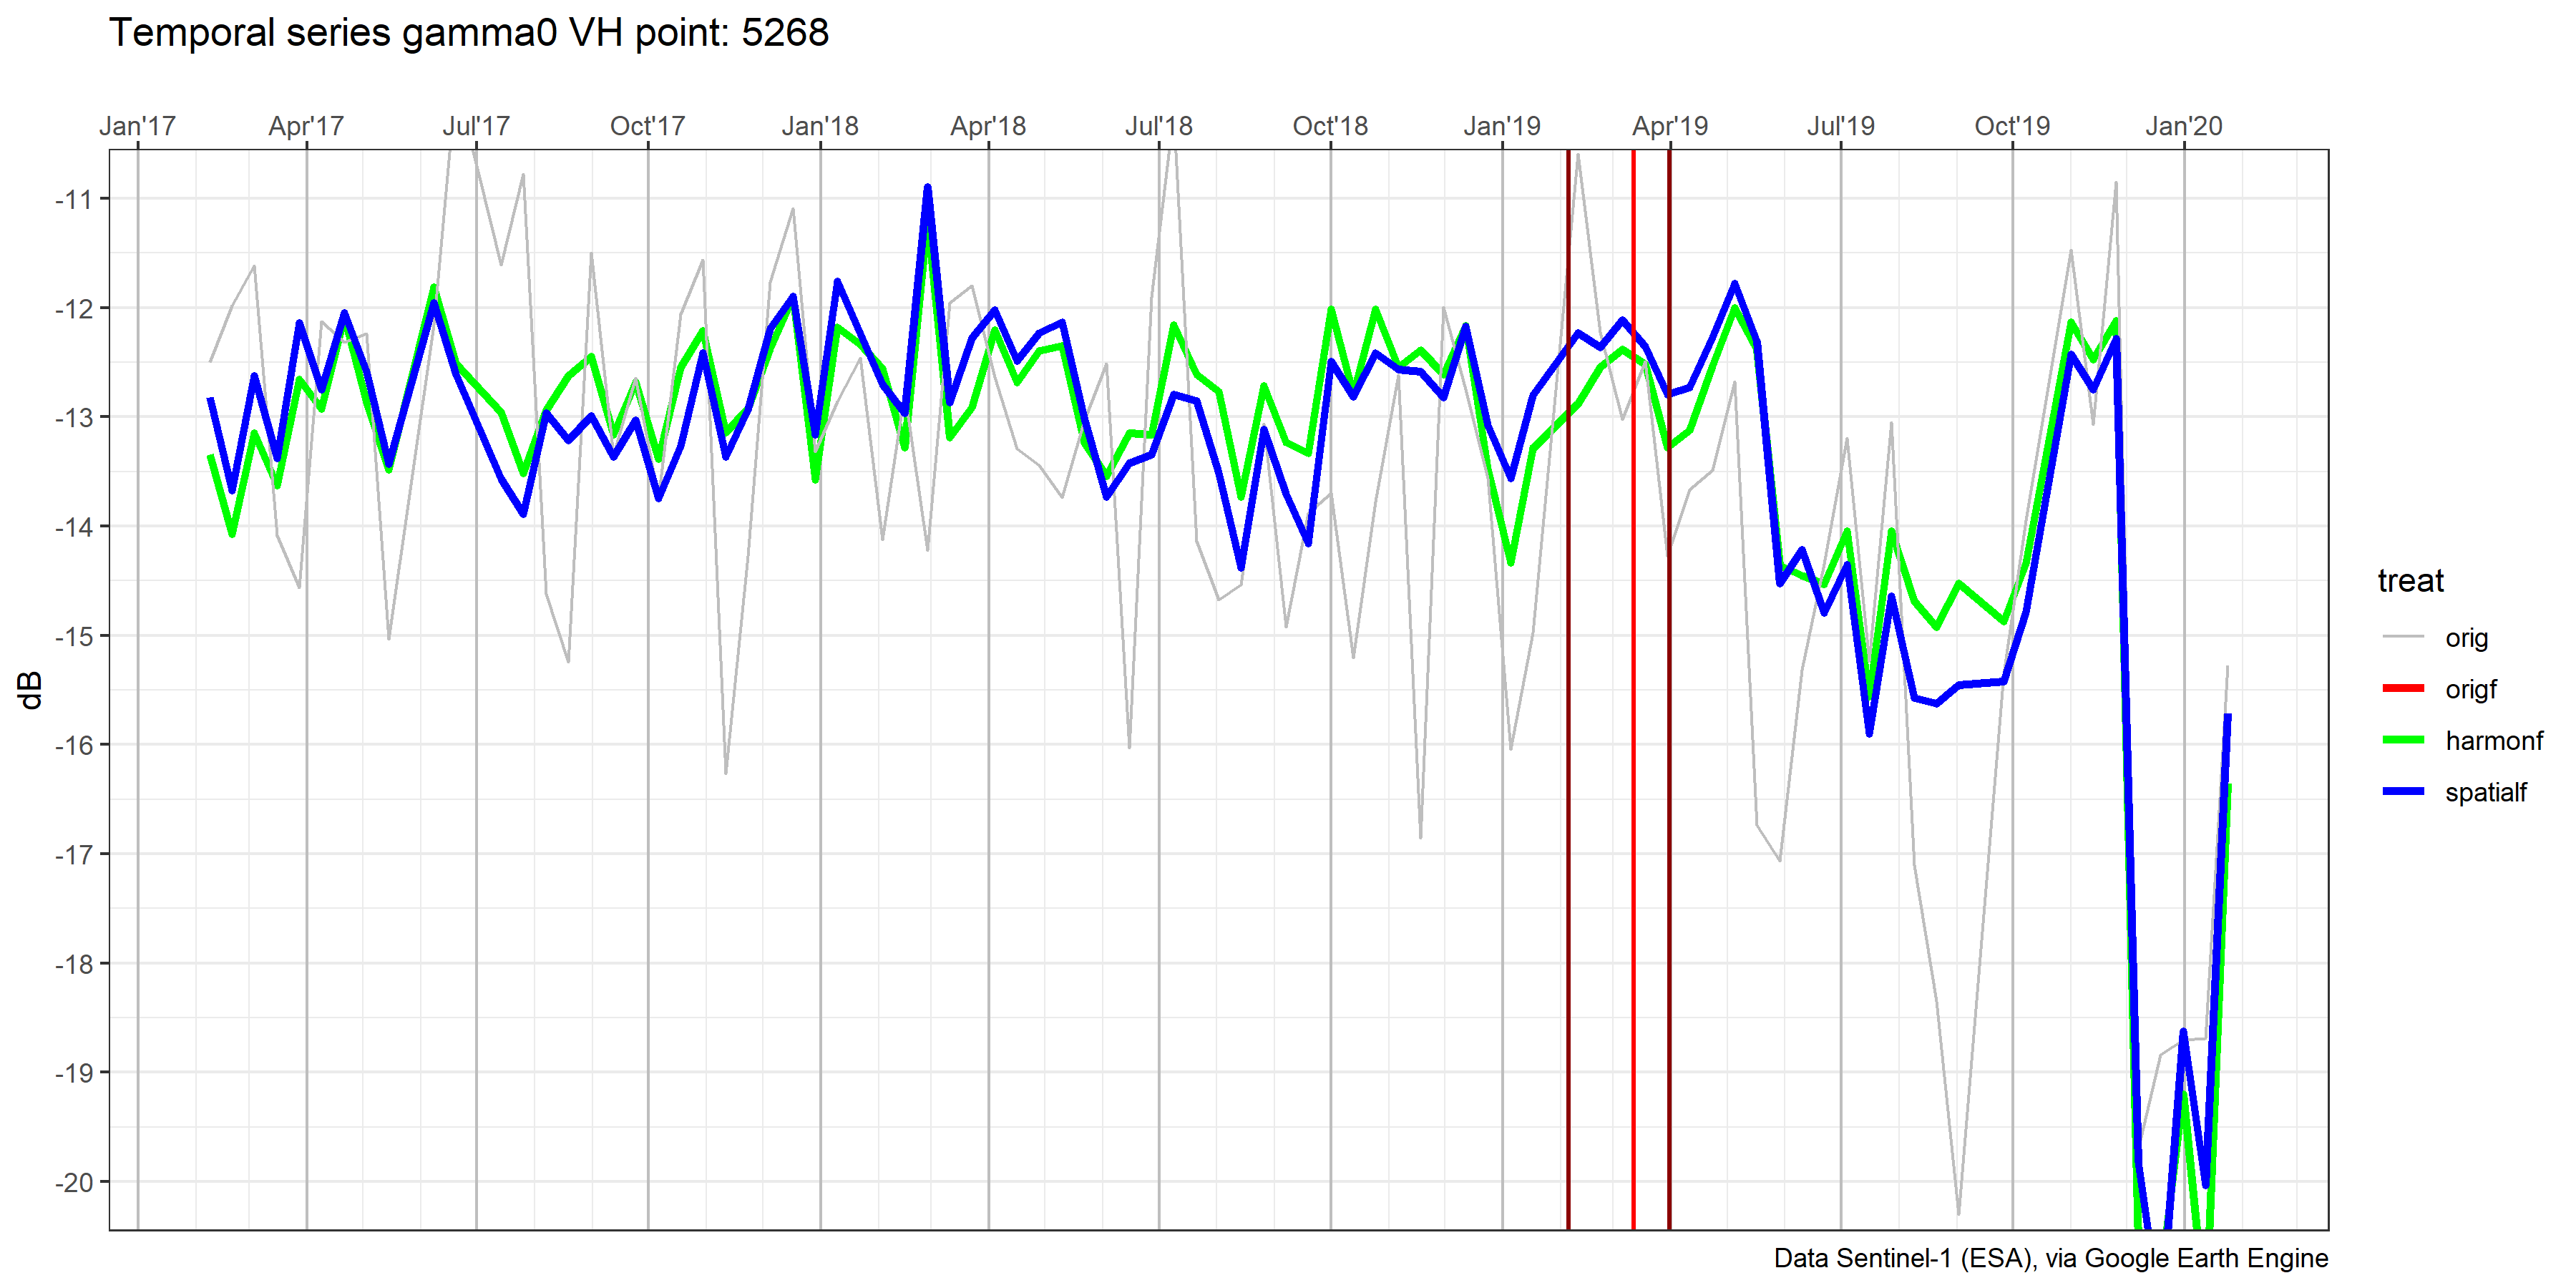 Temporal series gamma0 VH point: 5268
Jan'17 Apr'17 Jul'17 Oct'17 Jan'18 Apr'18 Jul'18 Oct'18 Jan'19 Apr'19 Jul'19 Oct'19 Jan'20
-11
-12
-13
-14
-15
-16
-17
-18
-19
-20
dB
treat
orig
origf
harmonf
spatialf
Data Sentinel-1 (ESA), via Google Earth Engine